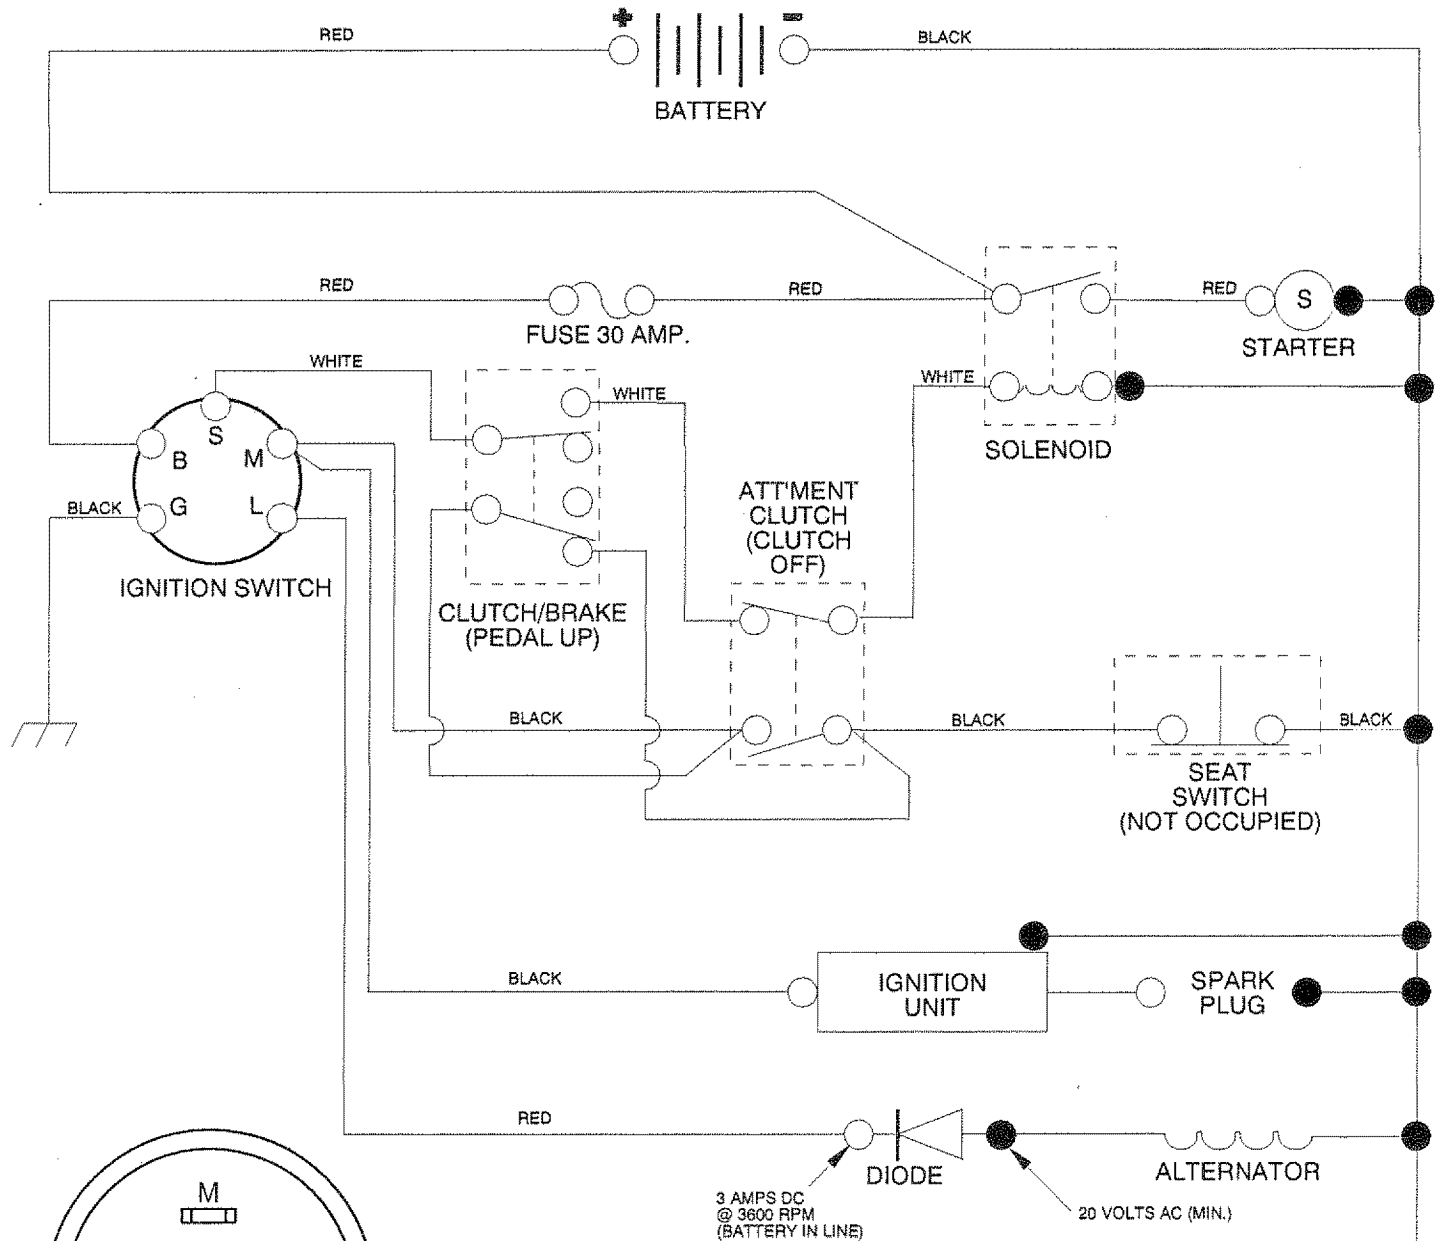 +
-
RED
BLACK
BATTERY
RED
RED
RED
S
FUSE 30 AMP.
STARTER
WHITE
WHITE
WHITE
S
B
M
G
L
BLACK
SOLENOID
ATT'MENT
CLUTCH
(CLUTCH
OFF)
IGNITION SWITCH
CLUTCH/BRAKE
(PEDAL UP)
BLACK
BLACK
BLACK
SEAT
SWITCH
(NOT OCCUPIED)
BLACK
IGNITION
UNIT
SPARK
PLUG
RED
DIODE
ALTERNATOR
3 AMPS DC
@ 3600 RPM
(BATTERY IN LINE)
20 VOLTS AC (MIN.)
M